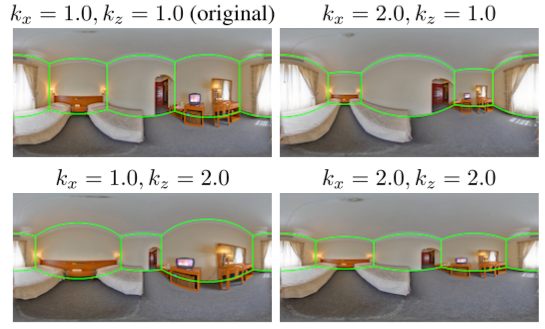 k_x = 1.0, k_z = 1.0 (original)
k_x = 2.0, k_z = 1.0
k_x = 1.0, k_z = 2.0
k_x = 2.0, k_z = 2.0